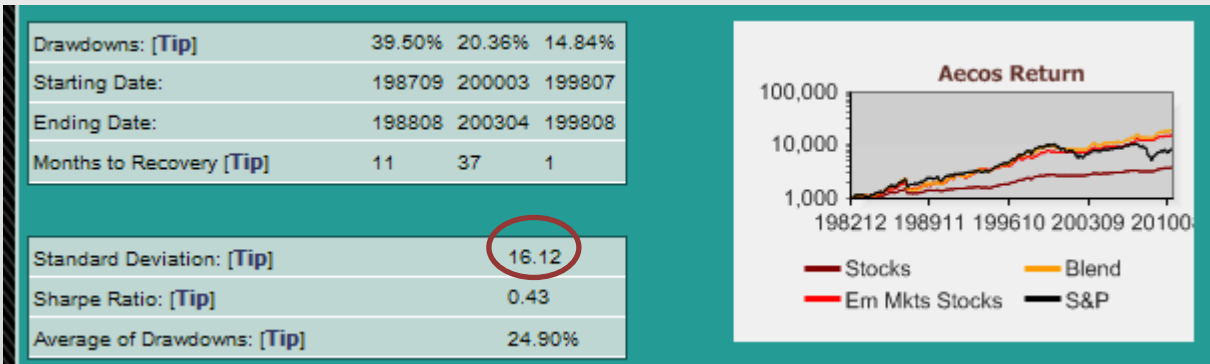 Drawdowns: [Tip] 39.50% 20.36% 14.84%
Starting Date: 198709 200003 199807
Ending Date: 198808 200304 199808
Months to Recovery [Tip] 11 37 1
Standard Deviation: [Tip] 16.12
Sharpe Ratio: [Tip] 0.43
Average of Drawdowns: [Tip] 24.90%
Aecos Return
100,000
10,000
1,000
198212 198911 199610 200309
Stocks Blend
Em Mkts Stocks S&P